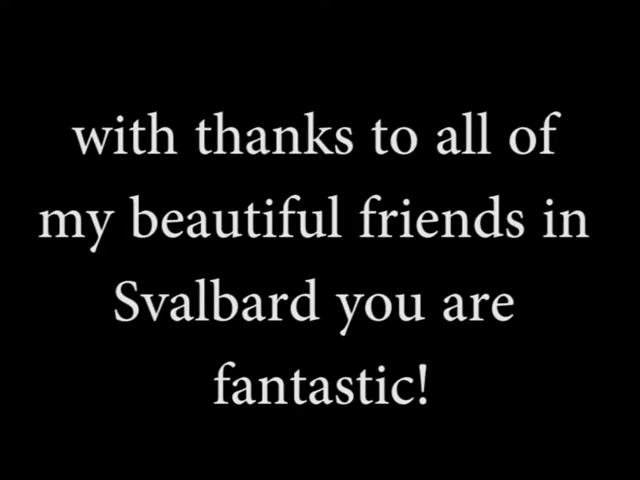 with thanks to all of
my beautiful friends in
Svalbard you are
fantastic!